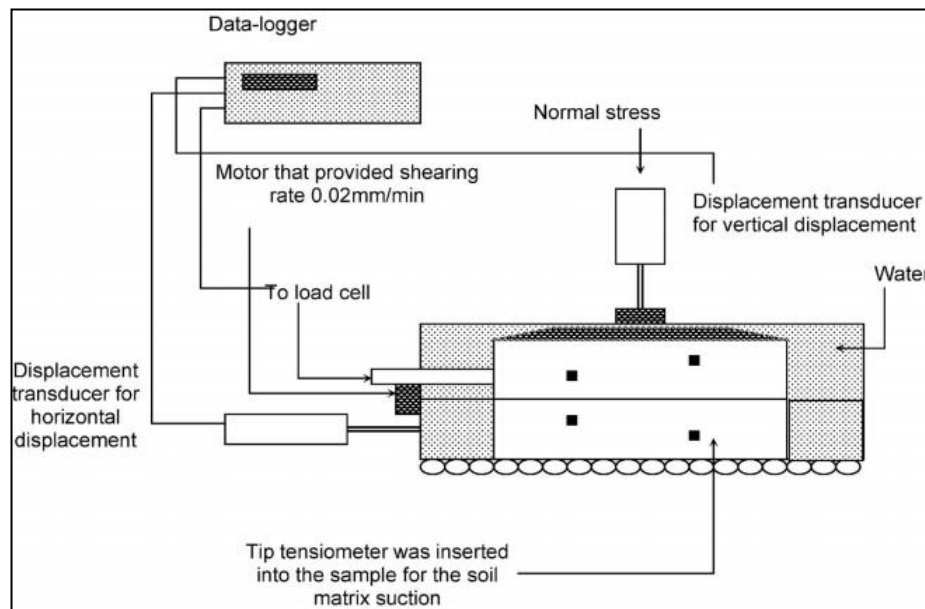 Data-logger
Normal stress
Motor that provided shearing
rate 0.02mm/min
Displacement transducer
for vertical displacement
Water
To load cell
Displacement
transducer for
horizontal
displacement
Tip tensiometer was inserted
into the sample for the soil
matrix suction